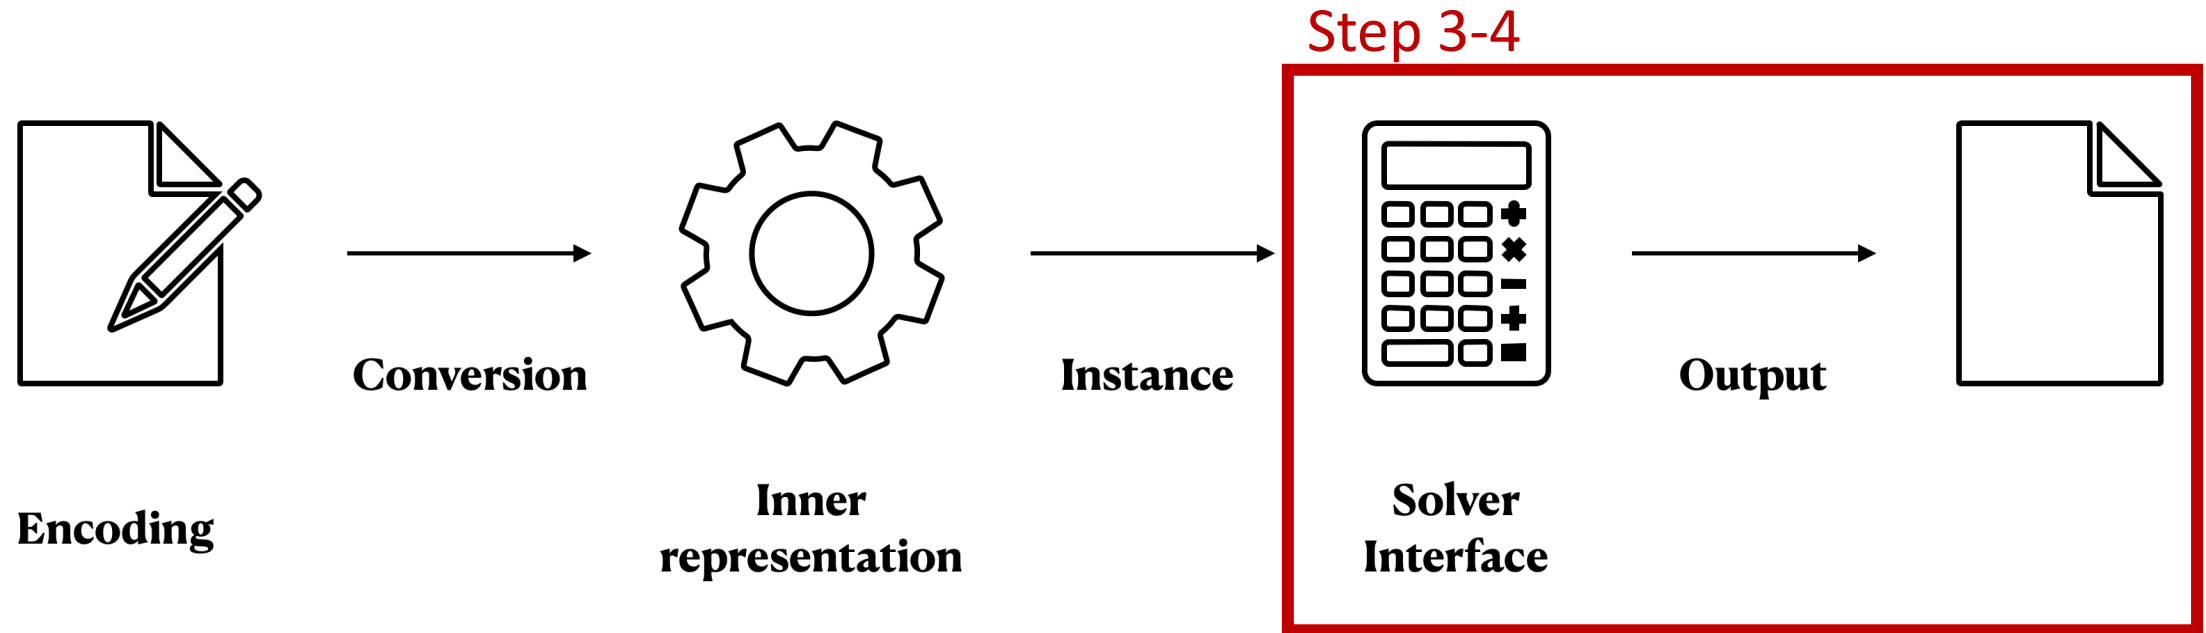 Step 3-4
Conversion
Instance
Output
Encoding
Inner
representation
Solver
Interface